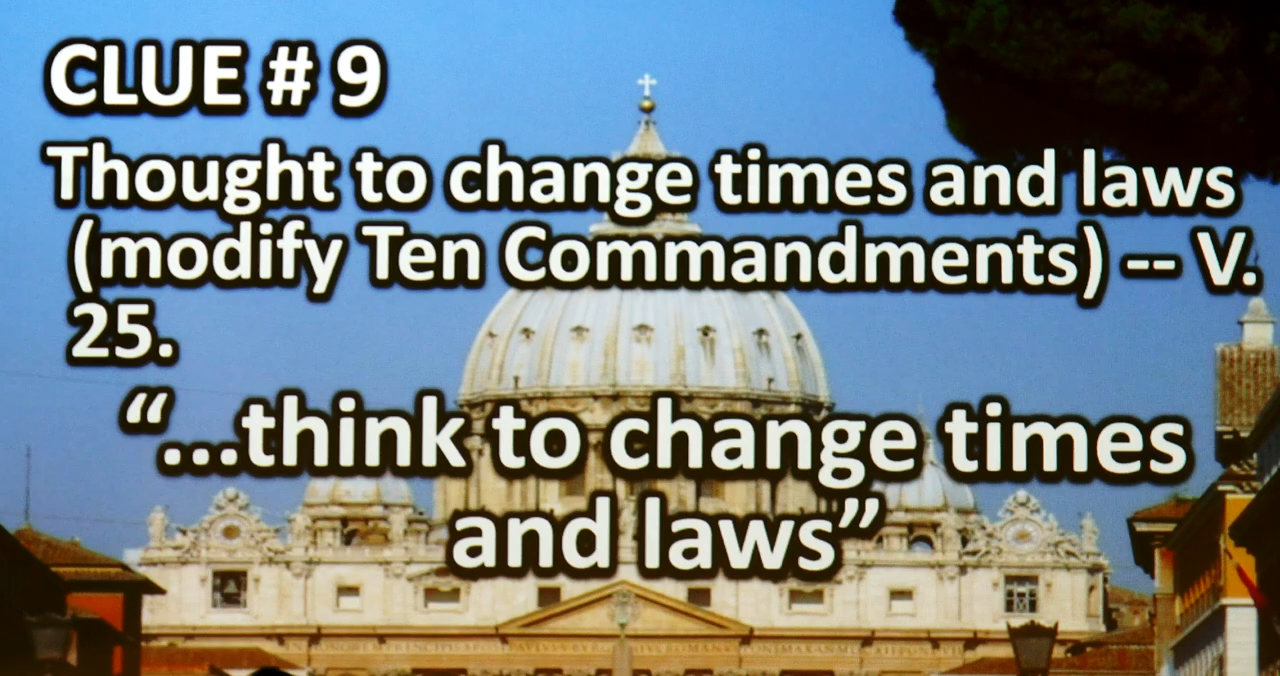 CLUE # 9
Thought to change times and laws
(modify Ten Commandments) -- V.
25.
“...think to change times
and laws”